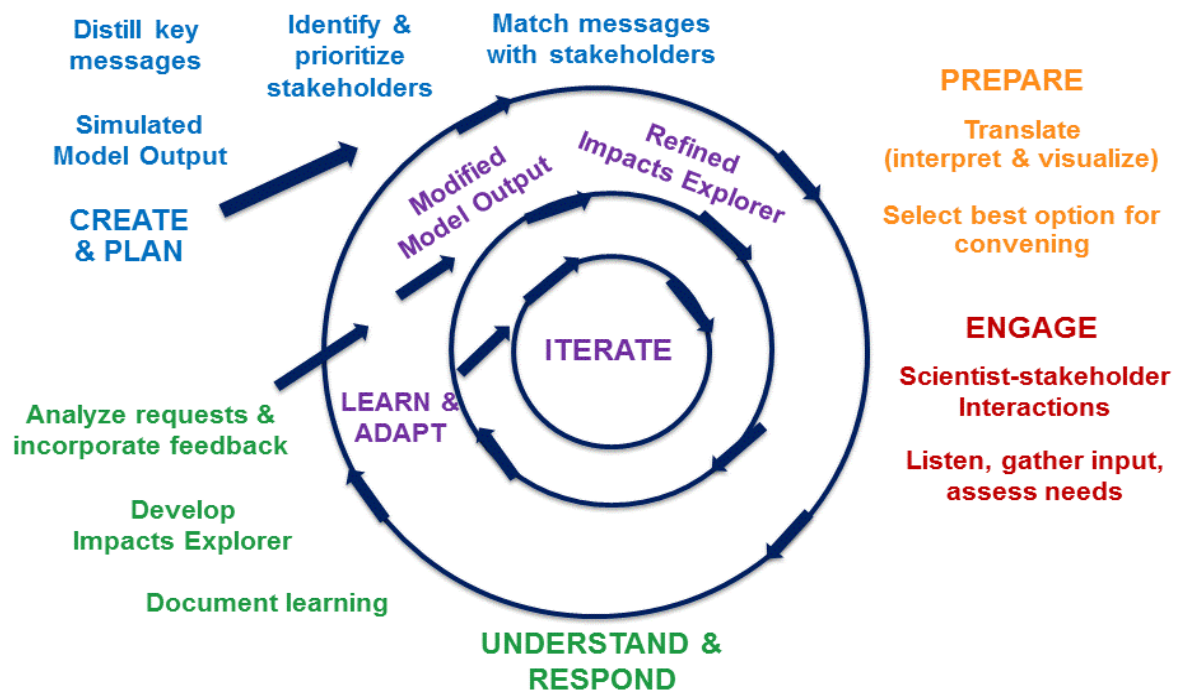 Distill key
messages
Identify &
prioritize
stakeholders
Match messages
with stakeholders
Simulated
Model Output
CREATE
& PLAN
PREPARE
Translate
(interpret & visualize)
Select best option for
convening
ENGAGE
Scientist-stakeholder
Interactions
Listen, gather input,
assess needs
UNDERSTAND &
RESPOND
Document learning
Develop
Impacts Explorer
Analyze requests &
incorporate feedback
LEARN &
ADAPT
Modified
Model Output
Refined
Impacts Explorer
ITERATE